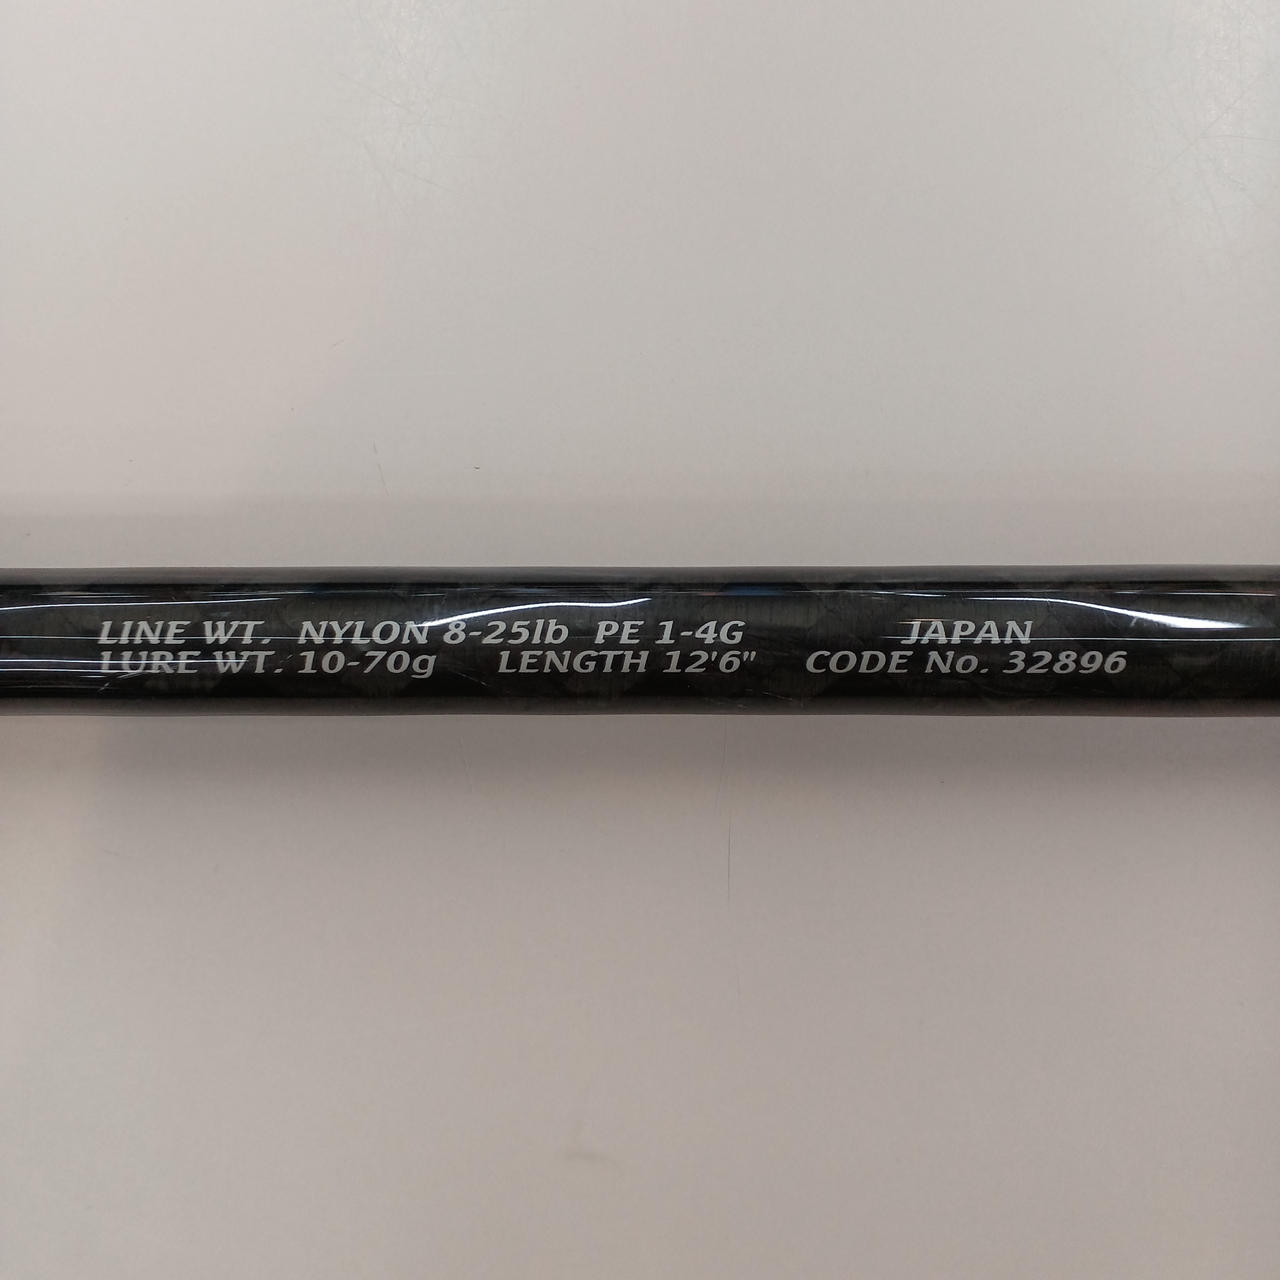 LINE WT. NYLON 8-25lb PE 1-4G JAPAN
LURE WT. 10-70g LENGTH 12'6" CODE No. 32896